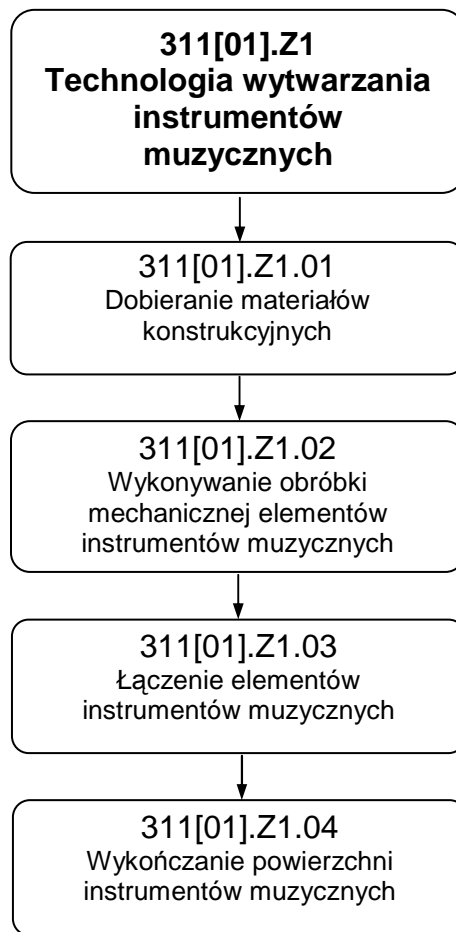 311[01].Z1
Technologia wytwarzania
instrumentów
muzycznych
311[01].Z1.01
Dobieranie materiałów
konstrukcyjnych
311[01].Z1.02
Wykonywanie obróbki
mechanicznej elementów
instrumentów muzycznych
311[01].Z1.03
Łączenie elementów
instrumentów muzycznych
311[01].Z1.04
Wykończanie powierzchni
instrumentów muzycznych